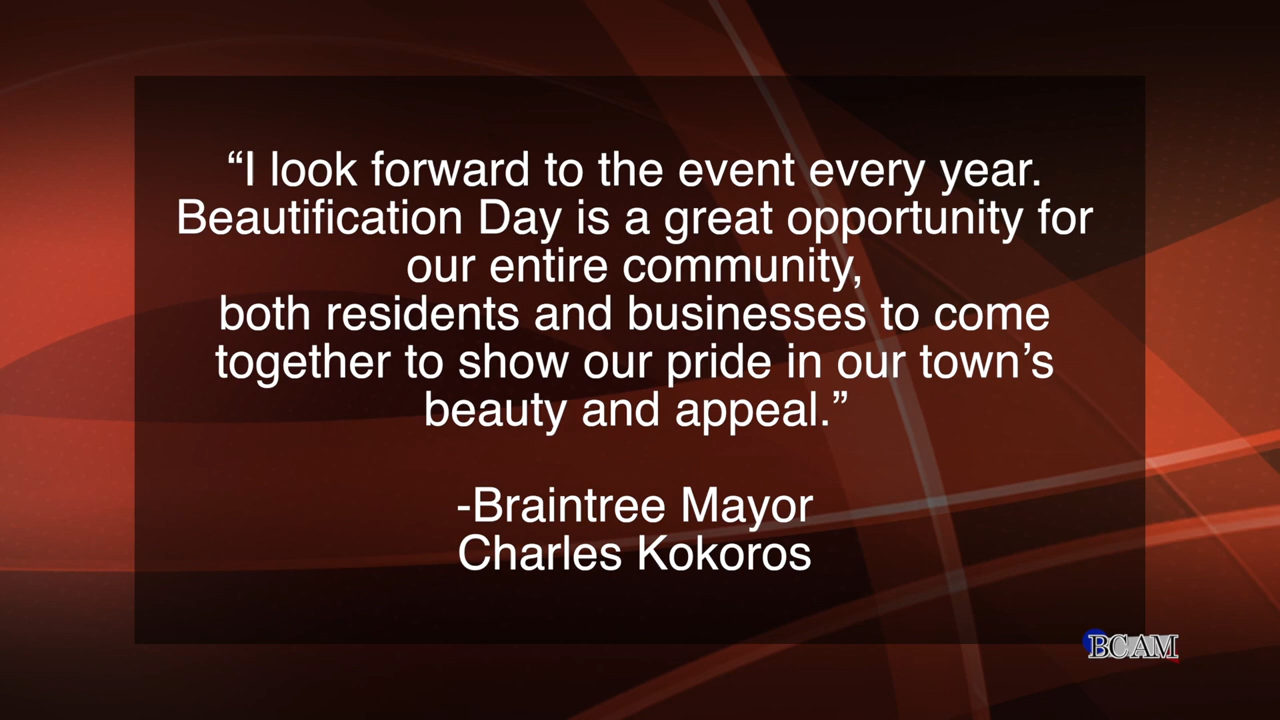 “I look forward to the event every year.
Beautification Day is a great opportunity for
our entire community,
both residents and businesses to come
together to show our pride in our town’s
beauty and appeal.”
-Braintree Mayor
Charles Kokoros
BCAM